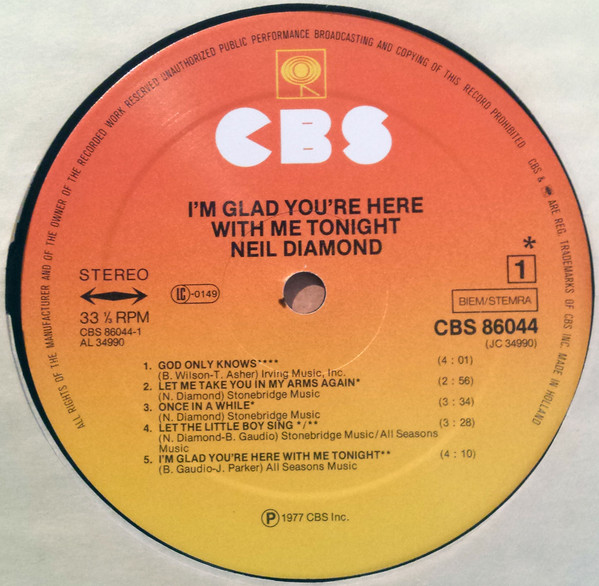 ALL RIGHTS OF THE MANUFACTURER AND OF THE OWNER OF THE RECORDED WORK RESERVED UNAUTHORIZED PUBLIC PERFORMANCE BROADCASTING AND COPYING OF THIS RECORD PROHIBITED CBS & ARE REG. TRADEMARKS OF CBS INC. MADE IN HOLLAND
CBS
I'M GLAD YOU'RE HERE
WITH ME TONIGHT
NEIL DIAMOND
STEREO
LC -0149
33 ⅓ RPM
CBS 86044-1
AL 34990
*
1
BIEM/STEMRA
CBS 86044
(JC 34990)
1. GOD ONLY KNOWS**** (4 : 01)
(B. Wilson-T. Asher) Irving Music, Inc.
2. LET ME TAKE YOU IN MY ARMS AGAIN* (2 : 56)
(N. Diamond) Stonebridge Music
3. ONCE IN A WHILE* (3 : 34)
(N. Diamond) Stonebridge Music
4. LET THE LITTLE BOY SING */** (3 : 28)
(N. Diamond-B. Gaudio) Stonebridge Music/All Seasons
Music
5. I'M GLAD YOU'RE HERE WITH ME TONIGHT** (4 : 10)
(B. Gaudio-J. Parker) All Seasons Music
Ⓟ 1977 CBS Inc.